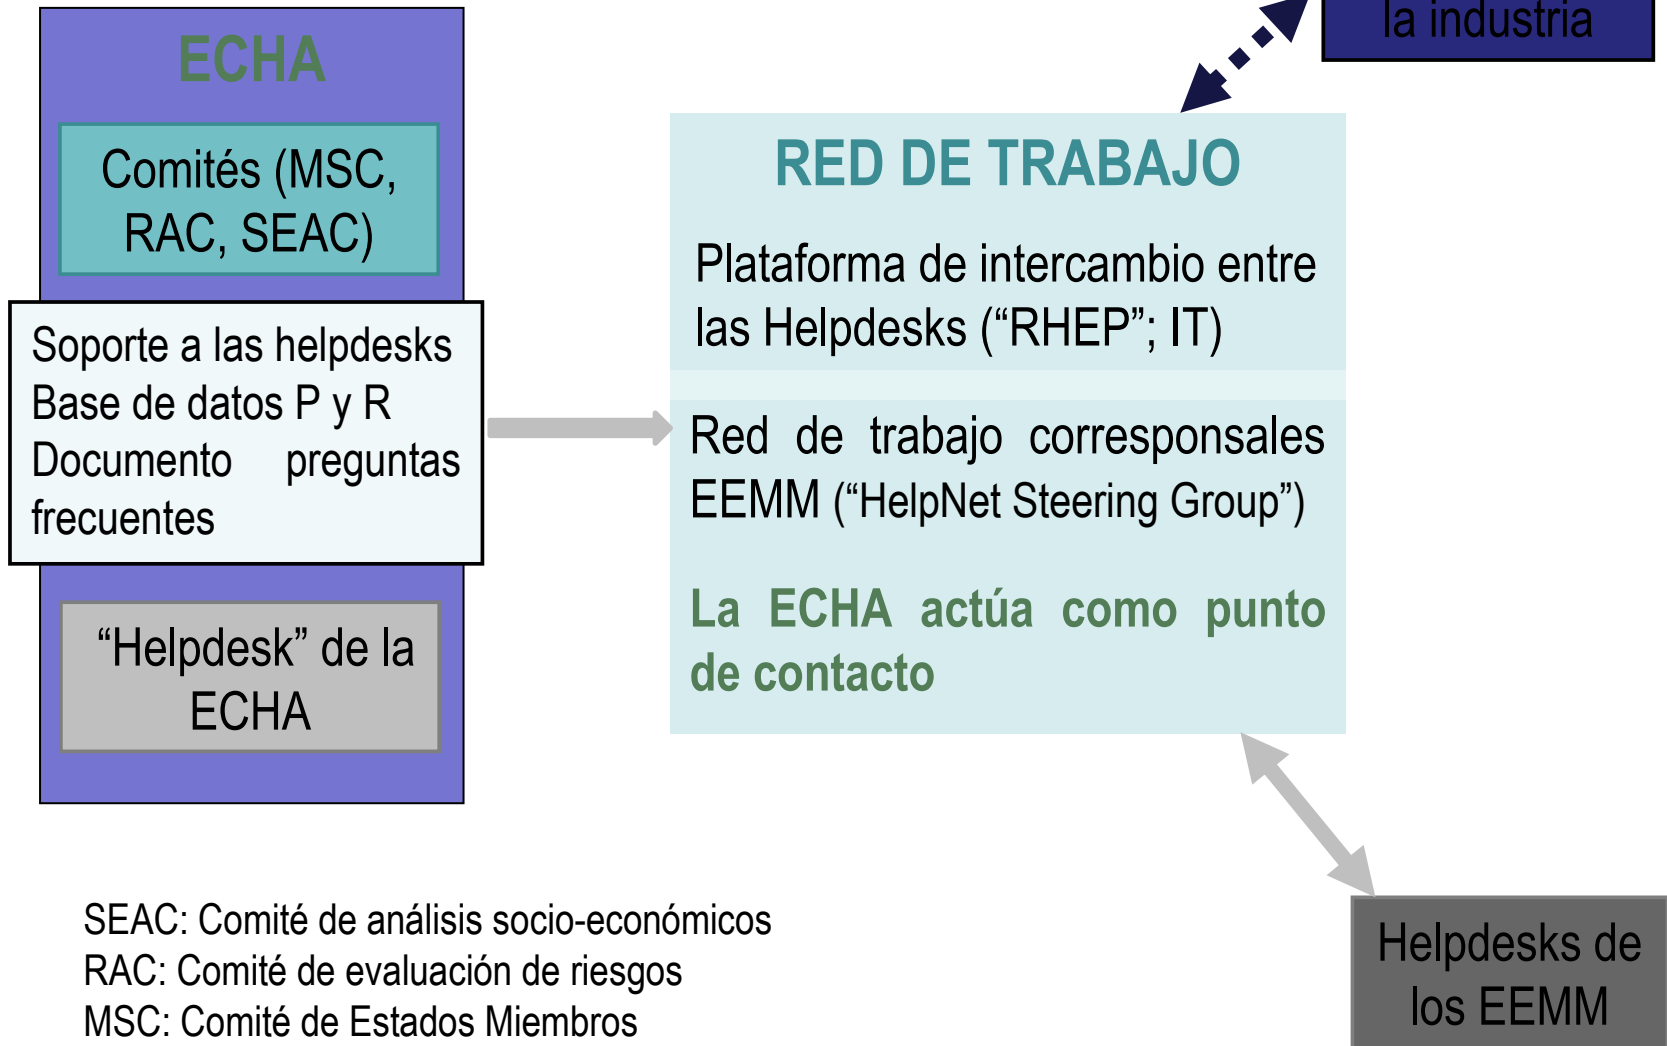 ECHA
Comités (MSC,
RAC, SEAC)
Soporte a las helpdesks
Base de datos P y R
Documento preguntas
frecuentes
“Helpdesk” de la
ECHA
la industria
RED DE TRABAJO
Plataforma de intercambio entre
las Helpdesks (“RHEP”; IT)
Red de trabajo corresponsales
EEMM (“HelpNet Steering Group”)
La ECHA actúa como punto
de contacto
Helpdesks de
los EEMM
SEAC: Comité de análisis socio-económicos
RAC: Comité de evaluación de riesgos
MSC: Comité de Estados Miembros